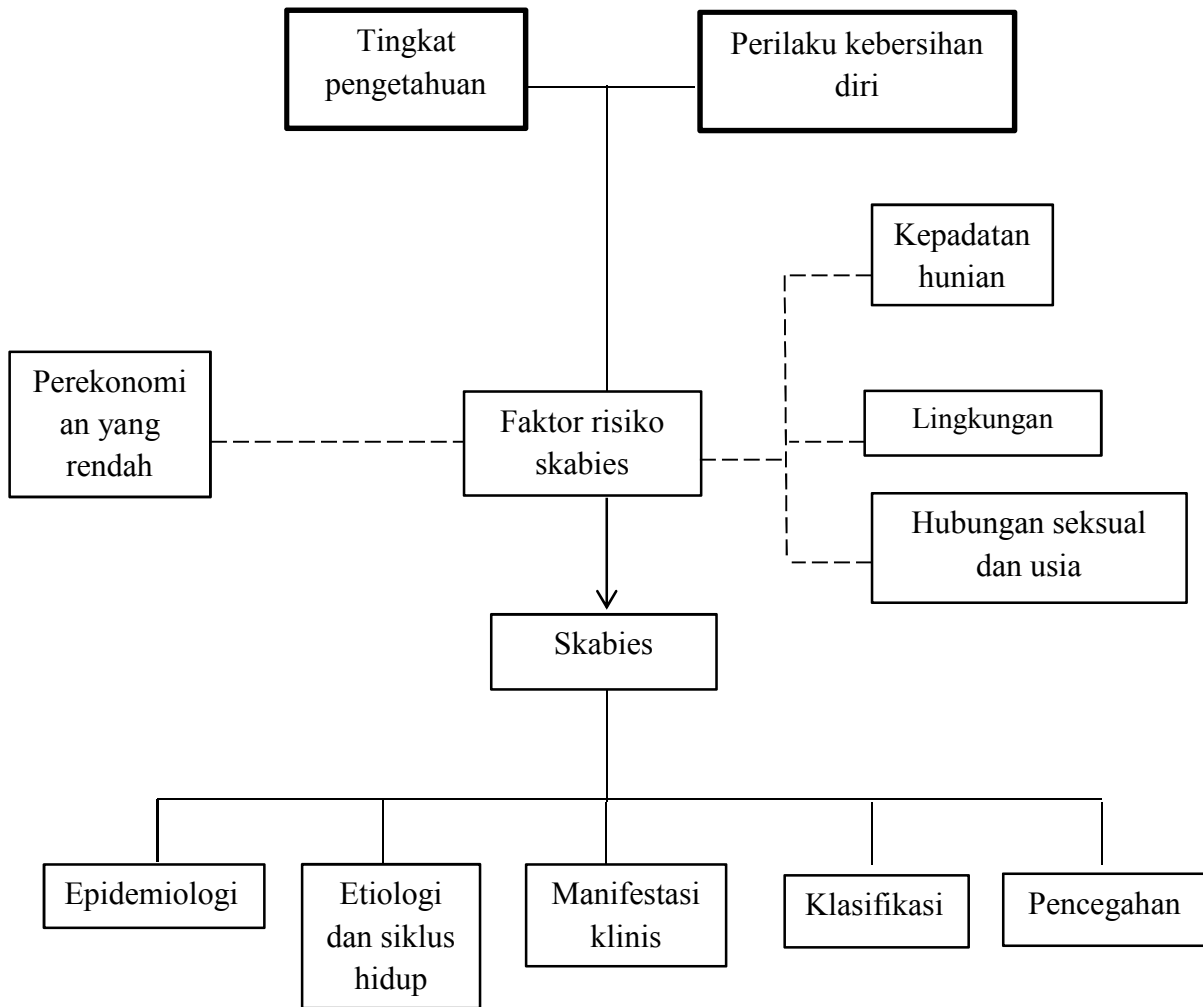 Tingkat
pengetahuan
Perilaku kebersihan
diri
Kepadatan
hunian
Perekonomi
an yang
rendah
Faktor risiko
skabies
Lingkungan
Hubungan seksual
dan usia
Skabies
Epidemiologi
Etiologi
dan siklus
hidup
Manifestasi
klinis
Klasifikasi
Pencegahan